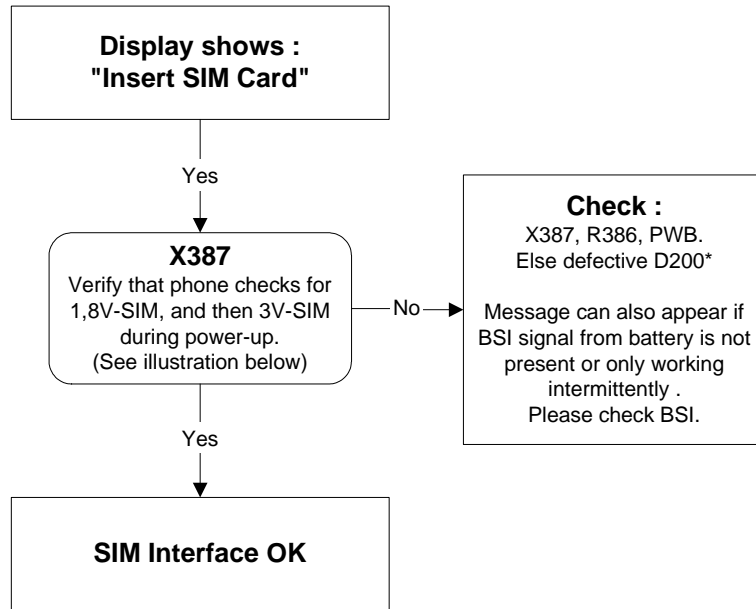 Display shows :
"Insert SIM Card"
Yes
X387
Verify that phone checks for
1,8V-SIM, and then 3V-SIM
during power-up.
(See illustration below)
No
Check :
X387, R386, PWB.
Else defective D200*
Message can also appear if
BSI signal from battery is not
present or only working
intermittently .
Please check BSI.
Yes
SIM Interface OK